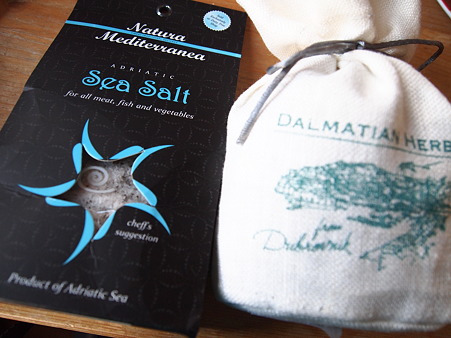 Natura
Mediterranea
ADRIATIC
Sea Salt
for all meat, fish and vegetables
cheff's
suggestion
Product of Adriatic Sea
DALMATIAN HERB
from
Dubrovnik